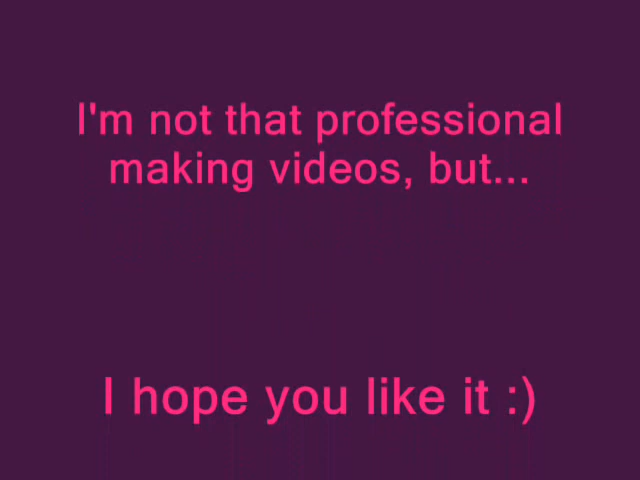 I'm not that professional
making videos, but...
I hope you like it :)